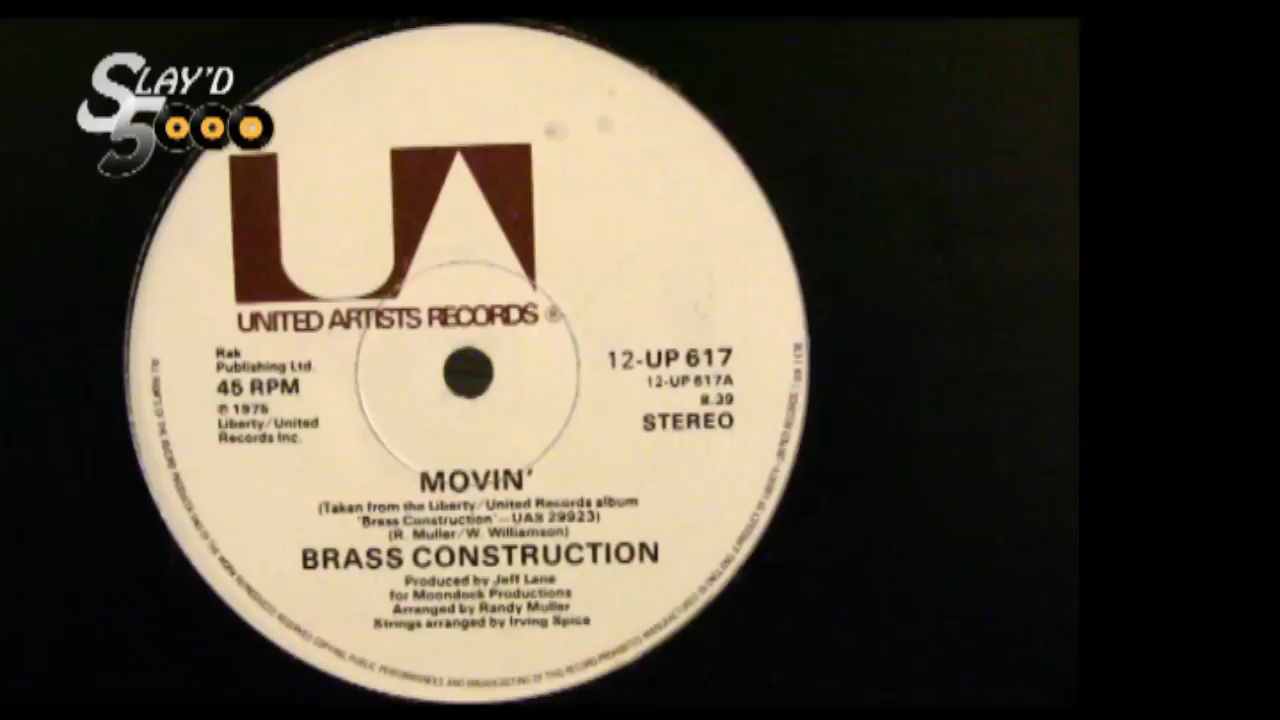 SLAY'D
5000
UA
UNITED ARTISTS RECORDS ®
Rak
Publishing Ltd.
45 RPM
℗ 1975
Liberty/United
Records Inc.
12-UP 617
12-UP 617A
8.39
STEREO
MOVIN'
(Taken from the Liberty/United Records album
'Brass Construction'—UAS 29923)
(R. Muller/W. Williamson)
BRASS CONSTRUCTION
Produced by Jeff Lane
for Moondock Productions
Arranged by Randy Muller
Strings arranged by Irving Spice